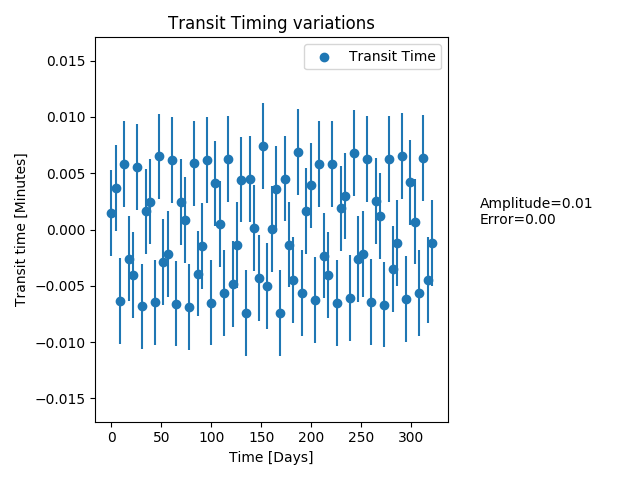 Transit Timing variations
Transit Time
0.015
0.010
0.005
0.000
−0.005
−0.010
−0.015
Transit time [Minutes]
Amplitude=0.01
Error=0.00
0 50 100 150 200 250 300
Time [Days]